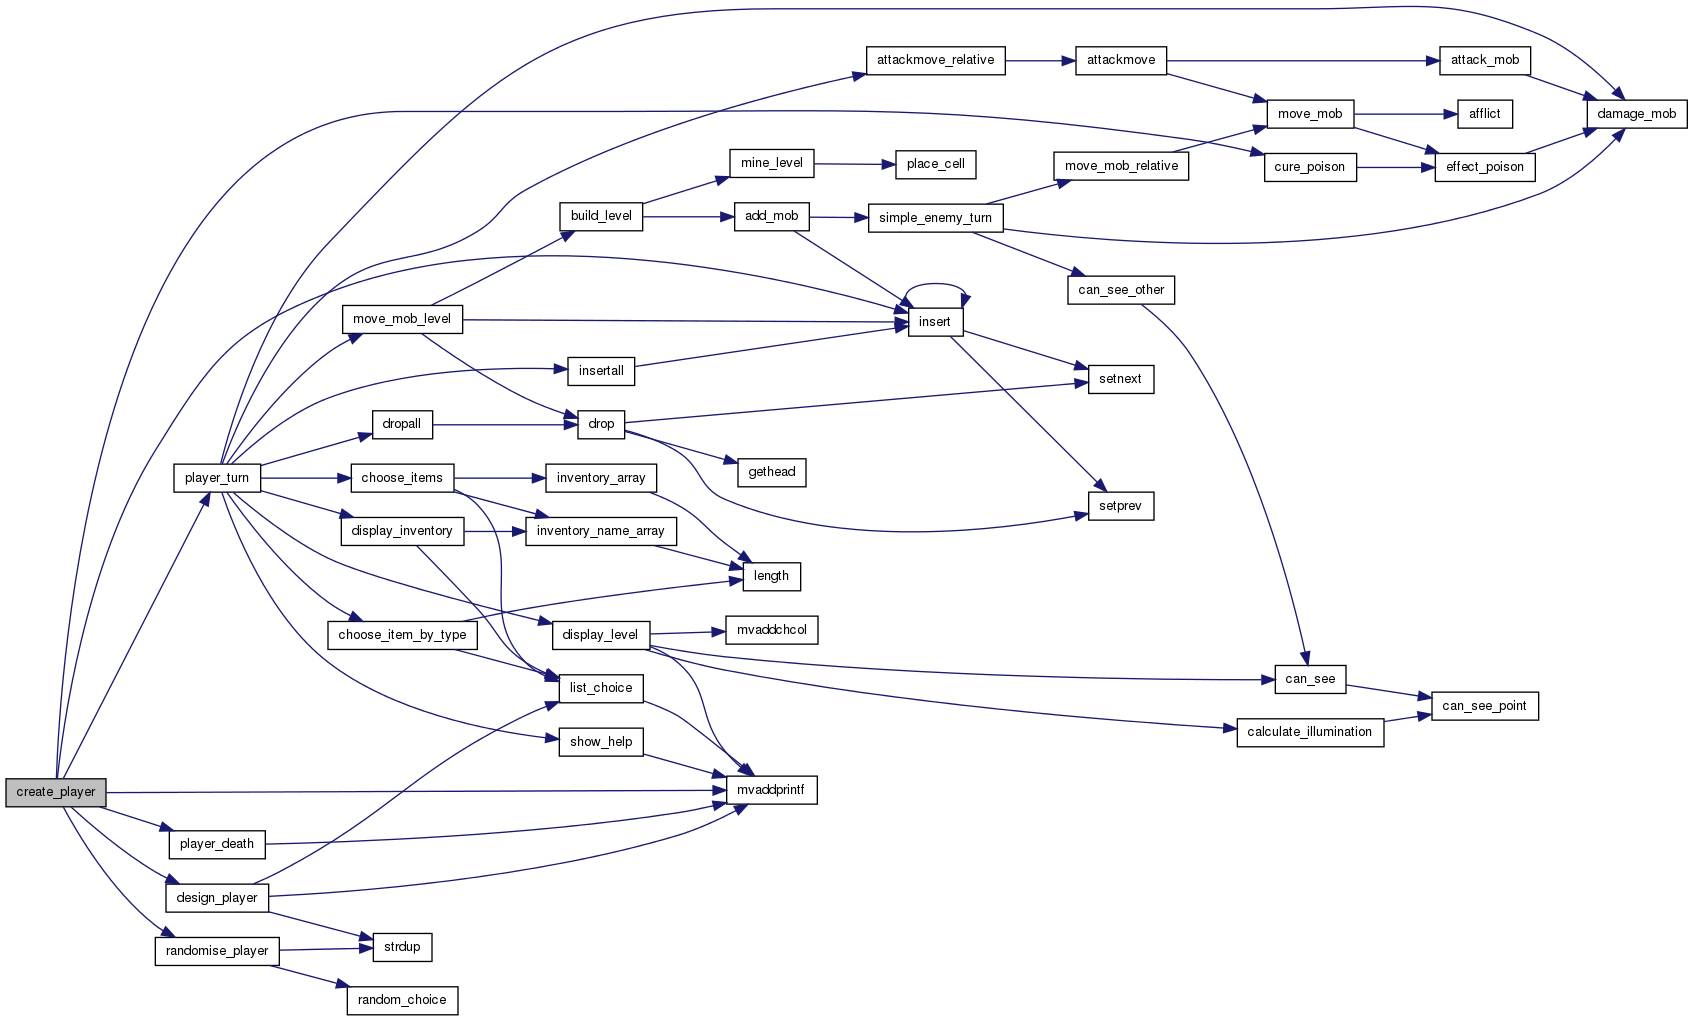 attackmove_relative
attackmove
attack_mob
move_mob
afflict
damage_mob
mine_level
place_cell
move_mob_relative
cure_poison
effect_poison
build_level
add_mob
simple_enemy_turn
can_see_other
move_mob_level
insert
insertall
setnext
dropall
drop
gethead
player_turn
choose_items
inventory_array
setprev
display_inventory
inventory_name_array
length
choose_item_by_type
display_level
mvaddchcol
list_choice
can_see
can_see_point
show_help
calculate_illumination
create_player
mvaddprintf
player_death
design_player
strdup
randomise_player
random_choice